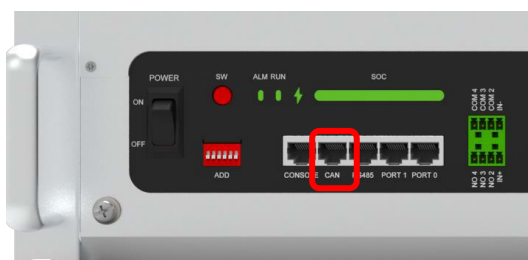 POWER
SW
ALM RUN
SOC
ON
OFF
ADD
CONSOLE
CAN
RS485
PORT 1
PORT 0
COM 4
COM 3
COM 2
IN-
NO 4
NO 3
NO 2
IN+